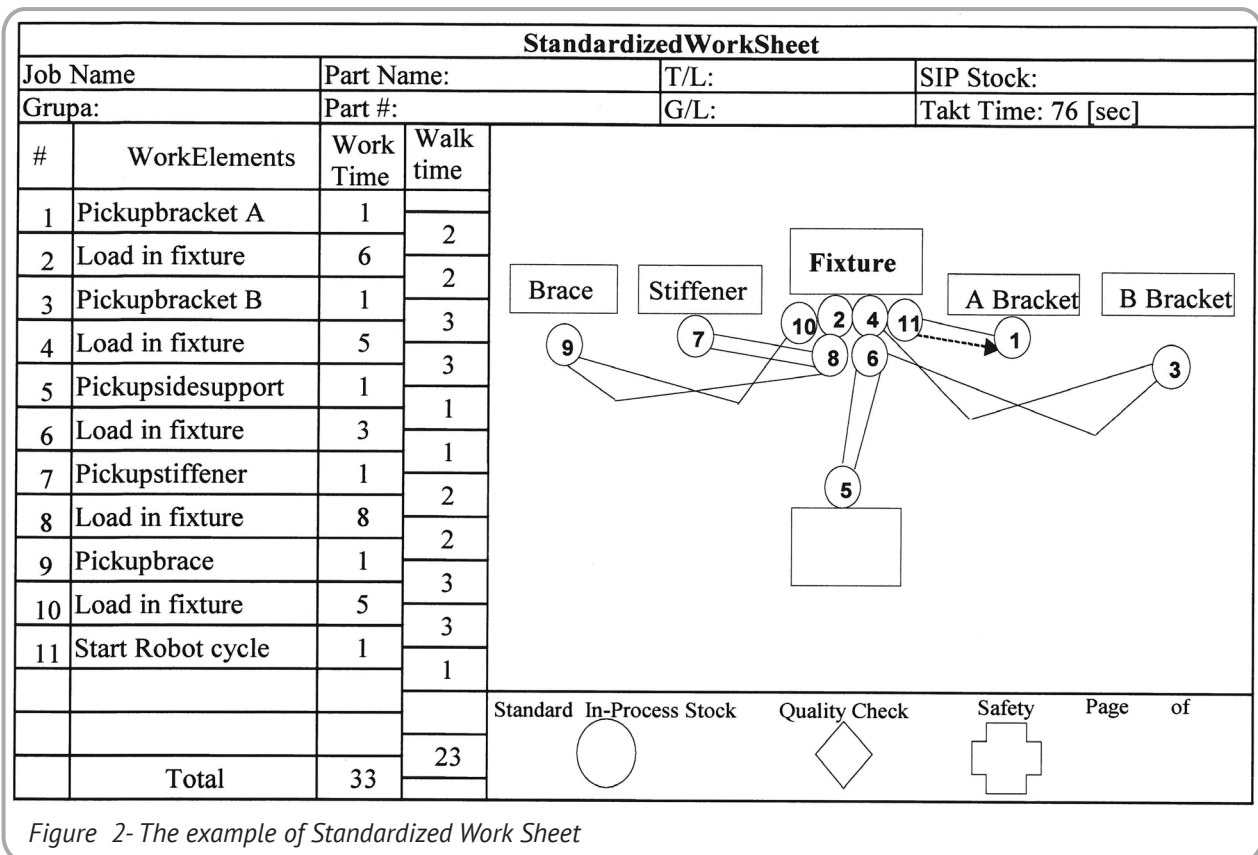 StandardizedWorkSheet
Job Name Part Name: T/L: SIP Stock:
Grupa: Part #: G/L: Takt Time: 76 [sec]
# WorkElements Work Time Walk time
1 Pickupbracket A 1
2
2 Load in fixture 6
2
3 Pickupbracket B 1
3
4 Load in fixture 5
3
5 Pickupsidesupport 1
1
6 Load in fixture 3
1
7 Pickupstiffener 1
2
8 Load in fixture 8
2
9 Pickupbrace 1
3
10 Load in fixture 5
3
11 Start Robot cycle 1
1
23
Total 33
Fixture
Brace Stiffener A Bracket B Bracket
10 2 4 11
9 7 8 6 1 3
5
Standard In-Process Stock Quality Check Safety Page of
Figure 2- The example of Standardized Work Sheet